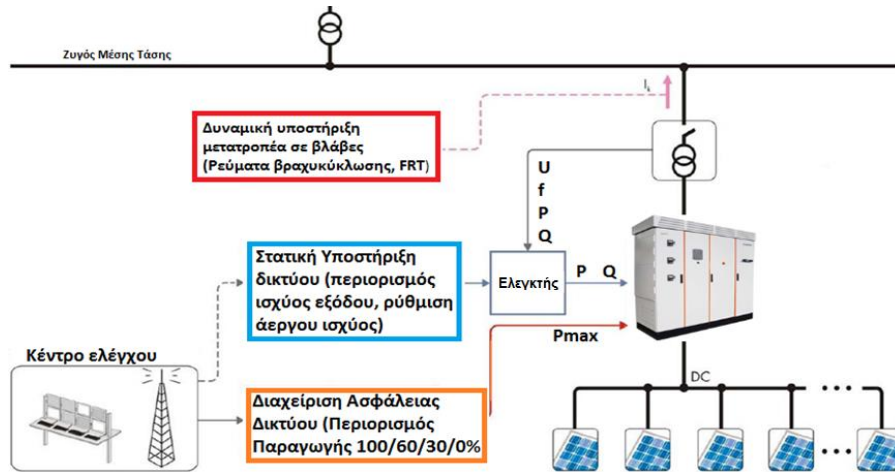 Ζυγός Μέσης Τάσης
Iₖ
Δυναμική υποστήριξη
μετατροπέα σε βλάβες
(Ρεύματα βραχυκύκλωσης, FRT)
U
f
P
Q
Στατική Υποστήριξη
δικτύου (περιορισμός
ισχύος εξόδου, ρύθμιση
άεργου ισχύος)
Ελεγκτής
P Q
Pmax
Κέντρο ελέγχου
DC
Διαχείριση Ασφάλειας
Δικτύου (Περιορισμός
Παραγωγής 100/60/30/0%